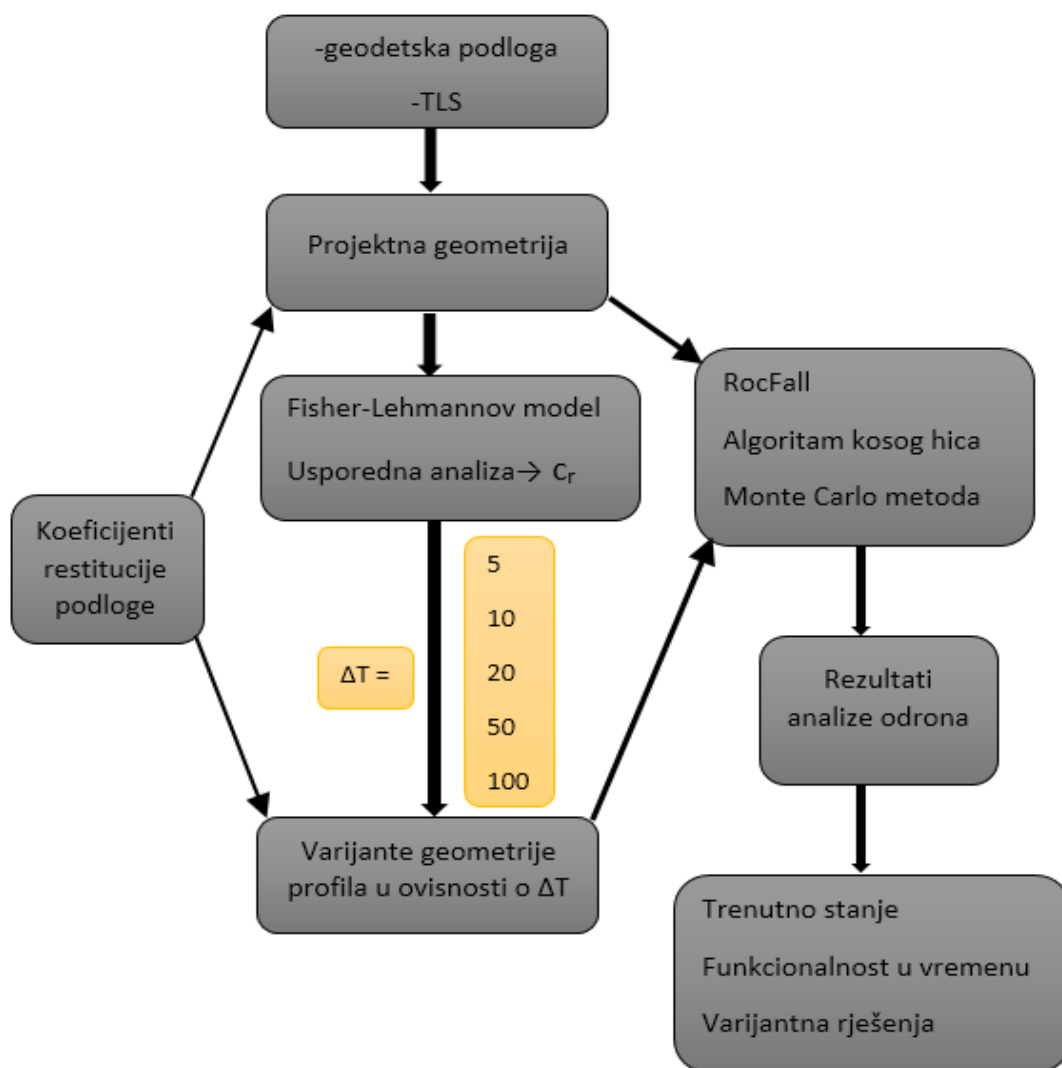 -geodetska podloga
-TLS
Projektna geometrija
Fisher-Lehmannov model
Usporedna analiza→ Cᵣ
RocFall
Algoritam kosog hica
Monte Carlo metoda
Koeficijenti
restitucije
podloge
ΔT =
5
10
20
50
100
Rezultati
analize odrona
Varijante geometrije
profila u ovisnosti o ΔT
Trenutno stanje
Funkcionalnost u vremenu
Varijantna rješenja